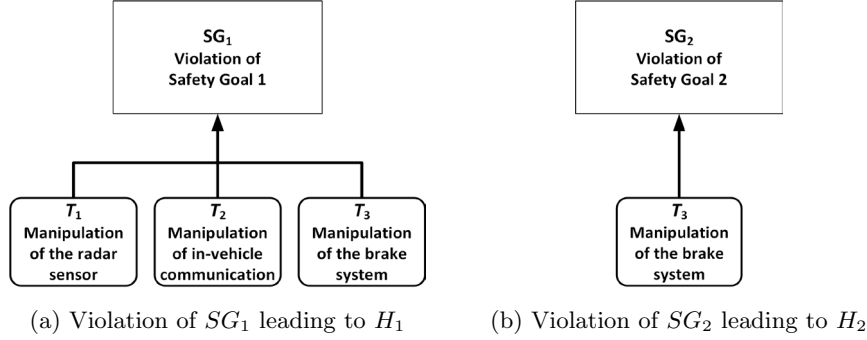 SG₁
Violation of
Safety Goal 1
T₁
Manipulation
of the radar
sensor
T₂
Manipulation
of in-vehicle
communication
T₃
Manipulation
of the brake
system
(a) Violation of SG₁ leading to H₁
SG₂
Violation of
Safety Goal 2
T₃
Manipulation
of the brake
system
(b) Violation of SG₂ leading to H₂